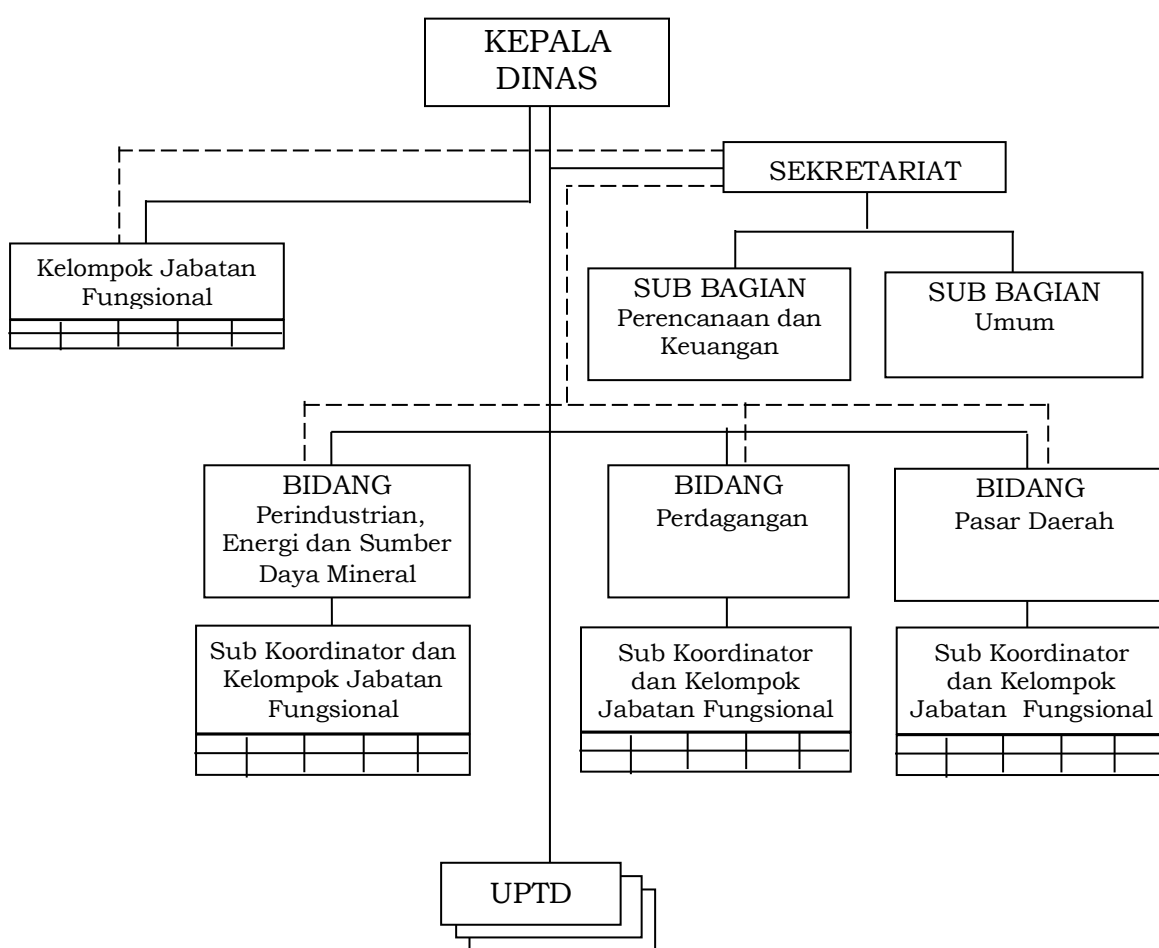 KEPALA
DINAS
SEKRETARIAT
Kelompok Jabatan
Fungsional
SUB BAGIAN
Perencanaan dan
Keuangan
SUB BAGIAN
Umum
BIDANG
Perindustrian,
Energi dan Sumber
Daya Mineral
BIDANG
Perdagangan
BIDANG
Pasar Daerah
Sub Koordinator dan
Kelompok Jabatan
Fungsional
Sub Koordinator
dan Kelompok
Jabatan Fungsional
Sub Koordinator
dan Kelompok
Jabatan Fungsional
UPTD